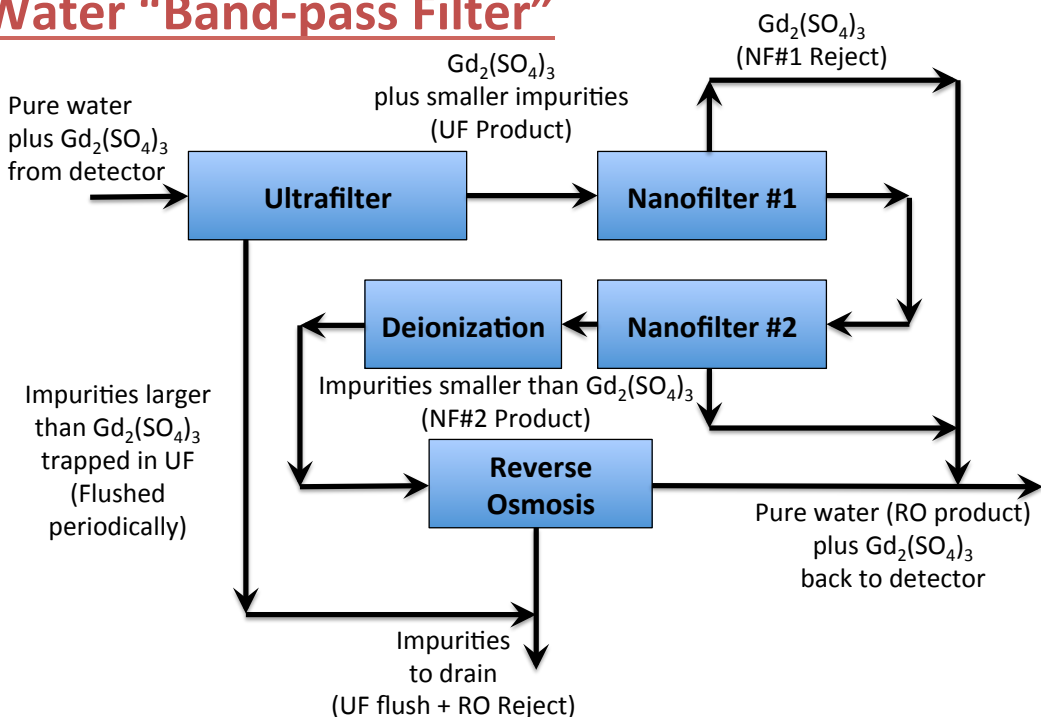 Water “Band-pass Filter”
Gd₂(SO₄)₃
(NF#1 Reject)
Gd₂(SO₄)₃
plus smaller impurities
(UF Product)
Pure water
plus Gd₂(SO₄)₃
from detector
Ultrafilter
Nanofilter #1
Deionization
Nanofilter #2
Impurities smaller than Gd₂(SO₄)₃
(NF#2 Product)
Impurities larger
than Gd₂(SO₄)₃
trapped in UF
(Flushed
periodically)
Reverse
Osmosis
Pure water (RO product)
plus Gd₂(SO₄)₃
back to detector
Impurities
to drain
(UF flush + RO Reject)